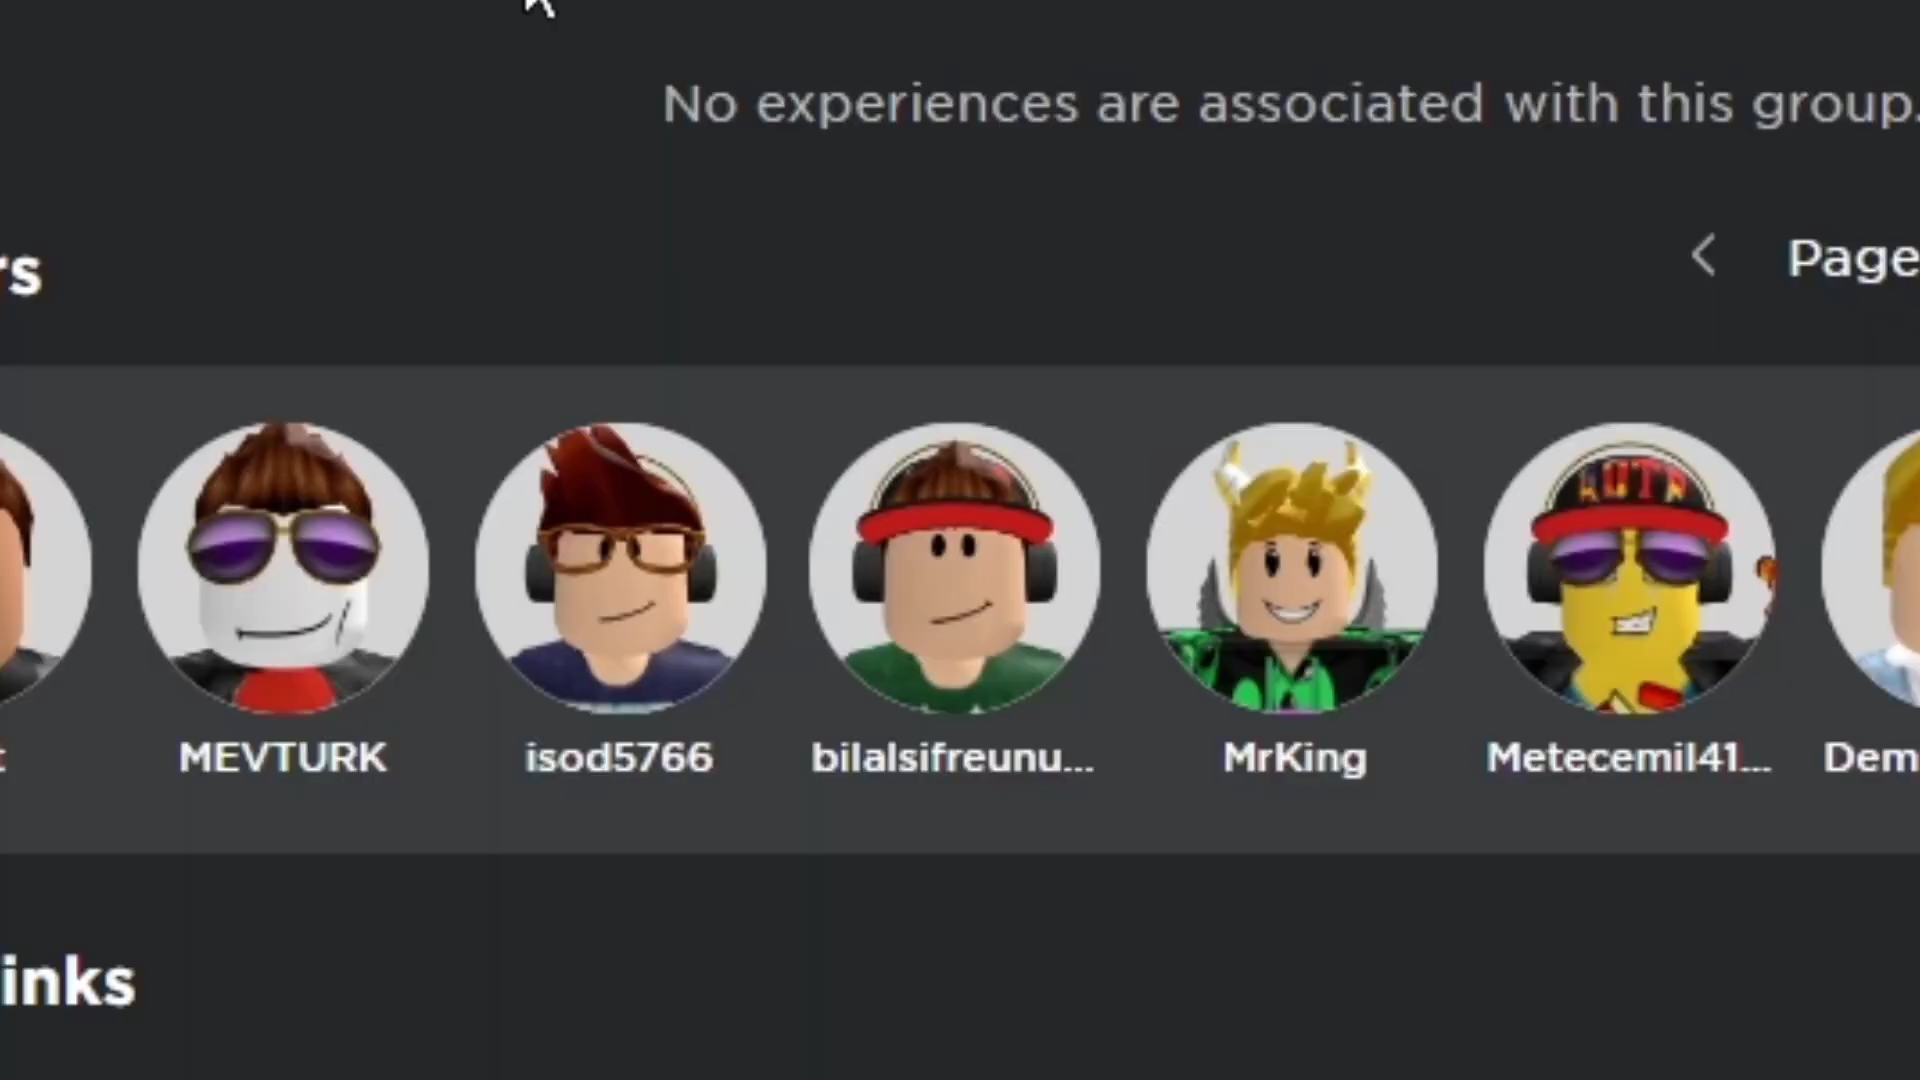 No experiences are associated with this group.
rs
Page
MEVTURK
isod5766
bilalsifreunu...
MrKing
Metecemil41...
Dem
inks